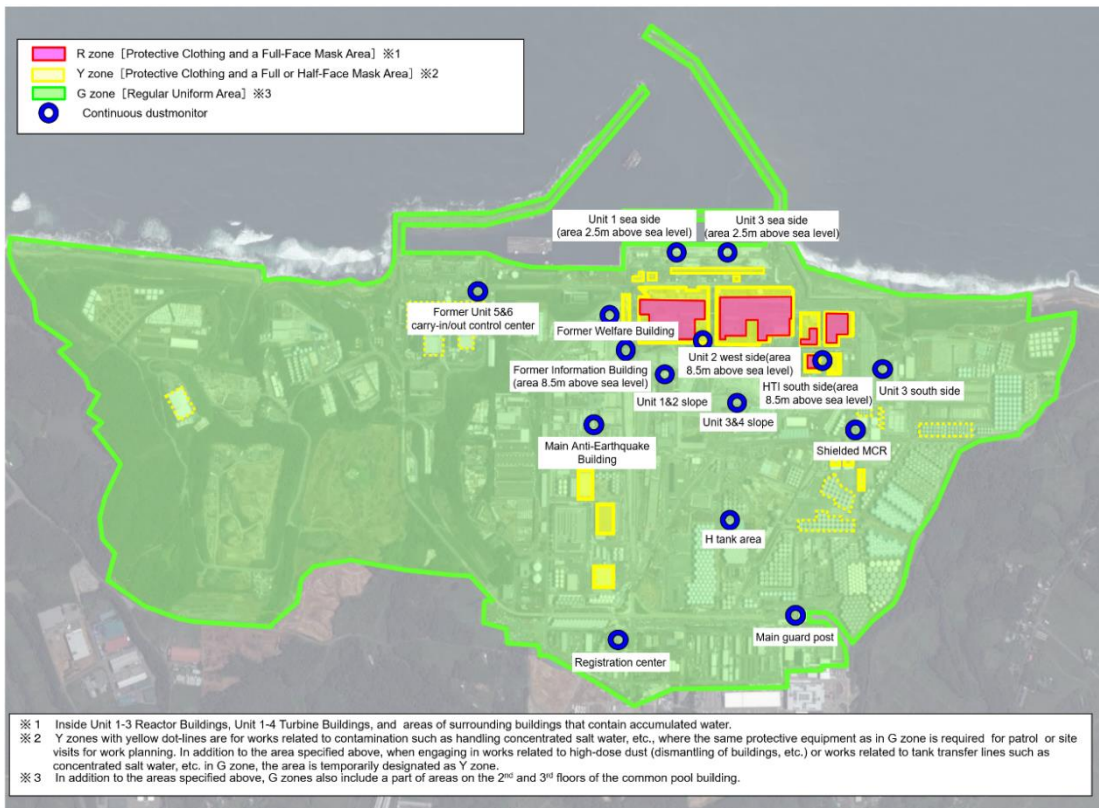 R zone [Protective Clothing and a Full-Face Mask Area] ※1
Y zone [Protective Clothing and a Full or Half-Face Mask Area] ※2
G zone [Regular Uniform Area] ※3
Continuous dustmonitor
Unit 1 sea side
(area 2.5m above sea level)
Unit 3 sea side
(area 2.5m above sea level)
Former Unit 5&6
carry-in/out control center
Former Welfare Building
Former Information Building
(area 8.5m above sea level)
Unit 2 west side(area
8.5m above sea level)
HTI south side(area
8.5m above sea level)
Unit 3 south side
Unit 1&2 slope
Unit 3&4 slope
Main Anti-Earthquake
Building
Shielded MCR
H tank area
Main guard post
Registration center
※1 Inside Unit 1-3 Reactor Buildings, Unit 1-4 Turbine Buildings, and areas of surrounding buildings that contain accumulated water.
※2 Y zones with yellow dot-lines are for works related to contamination such as handling concentrated salt water, etc., where the same protective equipment as in G zone is required for patrol or site
visits for work planning. In addition to the area specified above, when engaging in works related to high-dose dust (dismantling of buildings, etc.) or works related to tank transfer lines such as
concentrated salt water, etc. in G zone, the area is temporarily designated as Y zone.
※3 In addition to the areas specified above, G zones also include a part of areas on the 2nd and 3rd floors of the common pool building.